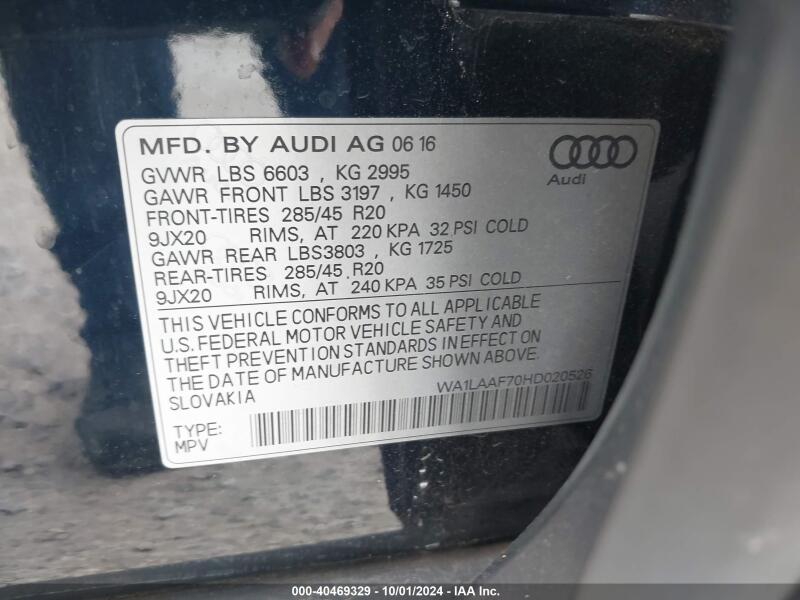 MFD. BY AUDI AG 06 16
Audi
GVWR LBS 6603 , KG 2995
GAWR FRONT LBS 3197 , KG 1450
FRONT-TIRES 285/45 R20
9JX20 RIMS, AT 220 KPA 32 PSI COLD
GAWR REAR LBS3803 , KG 1725
REAR-TIRES 285/45 R20
9JX20 RIMS, AT 240 KPA 35 PSI COLD
THIS VEHICLE CONFORMS TO ALL APPLICABLE
U.S. FEDERAL MOTOR VEHICLE SAFETY AND
THEFT PREVENTION STANDARDS IN EFFECT ON
THE DATE OF MANUFACTURE SHOWN ABOVE.
SLOVAKIA
WA1LAAF70HD020526
TYPE:
MPV
000-40469329 - 10/01/2024 - IAA Inc.